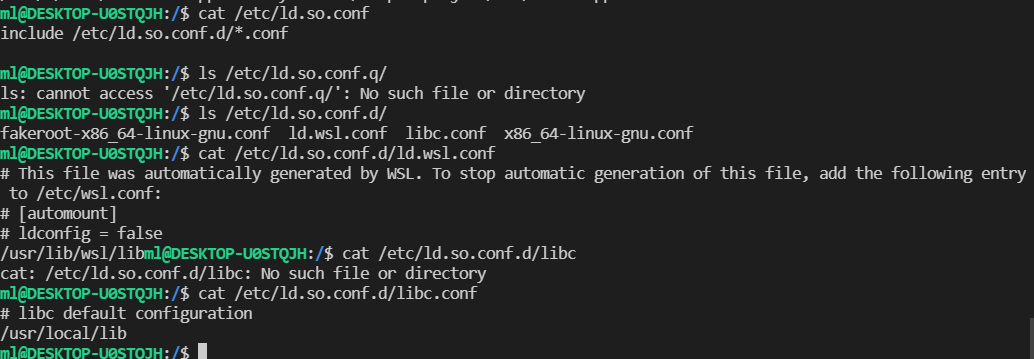 ml@DESKTOP-U0STQJH:/$ cat /etc/ld.so.conf
include /etc/ld.so.conf.d/*.conf
ml@DESKTOP-U0STQJH:/$ ls /etc/ld.so.conf.q/
ls: cannot access '/etc/ld.so.conf.q/': No such file or directory
ml@DESKTOP-U0STQJH:/$ ls /etc/ld.so.conf.d/
fakeroot-x86_64-linux-gnu.conf  ld.wsl.conf  libc.conf  x86_64-linux-gnu.conf
ml@DESKTOP-U0STQJH:/$ cat /etc/ld.so.conf.d/ld.wsl.conf
# This file was automatically generated by WSL. To stop automatic generation of this file, add the following entry
 to /etc/wsl.conf:
# [automount]
# ldconfig = false
/usr/lib/wsl/libml@DESKTOP-U0STQJH:/$ cat /etc/ld.so.conf.d/libc
cat: /etc/ld.so.conf.d/libc: No such file or directory
ml@DESKTOP-U0STQJH:/$ cat /etc/ld.so.conf.d/libc.conf
# libc default configuration
/usr/local/lib
ml@DESKTOP-U0STQJH:/$